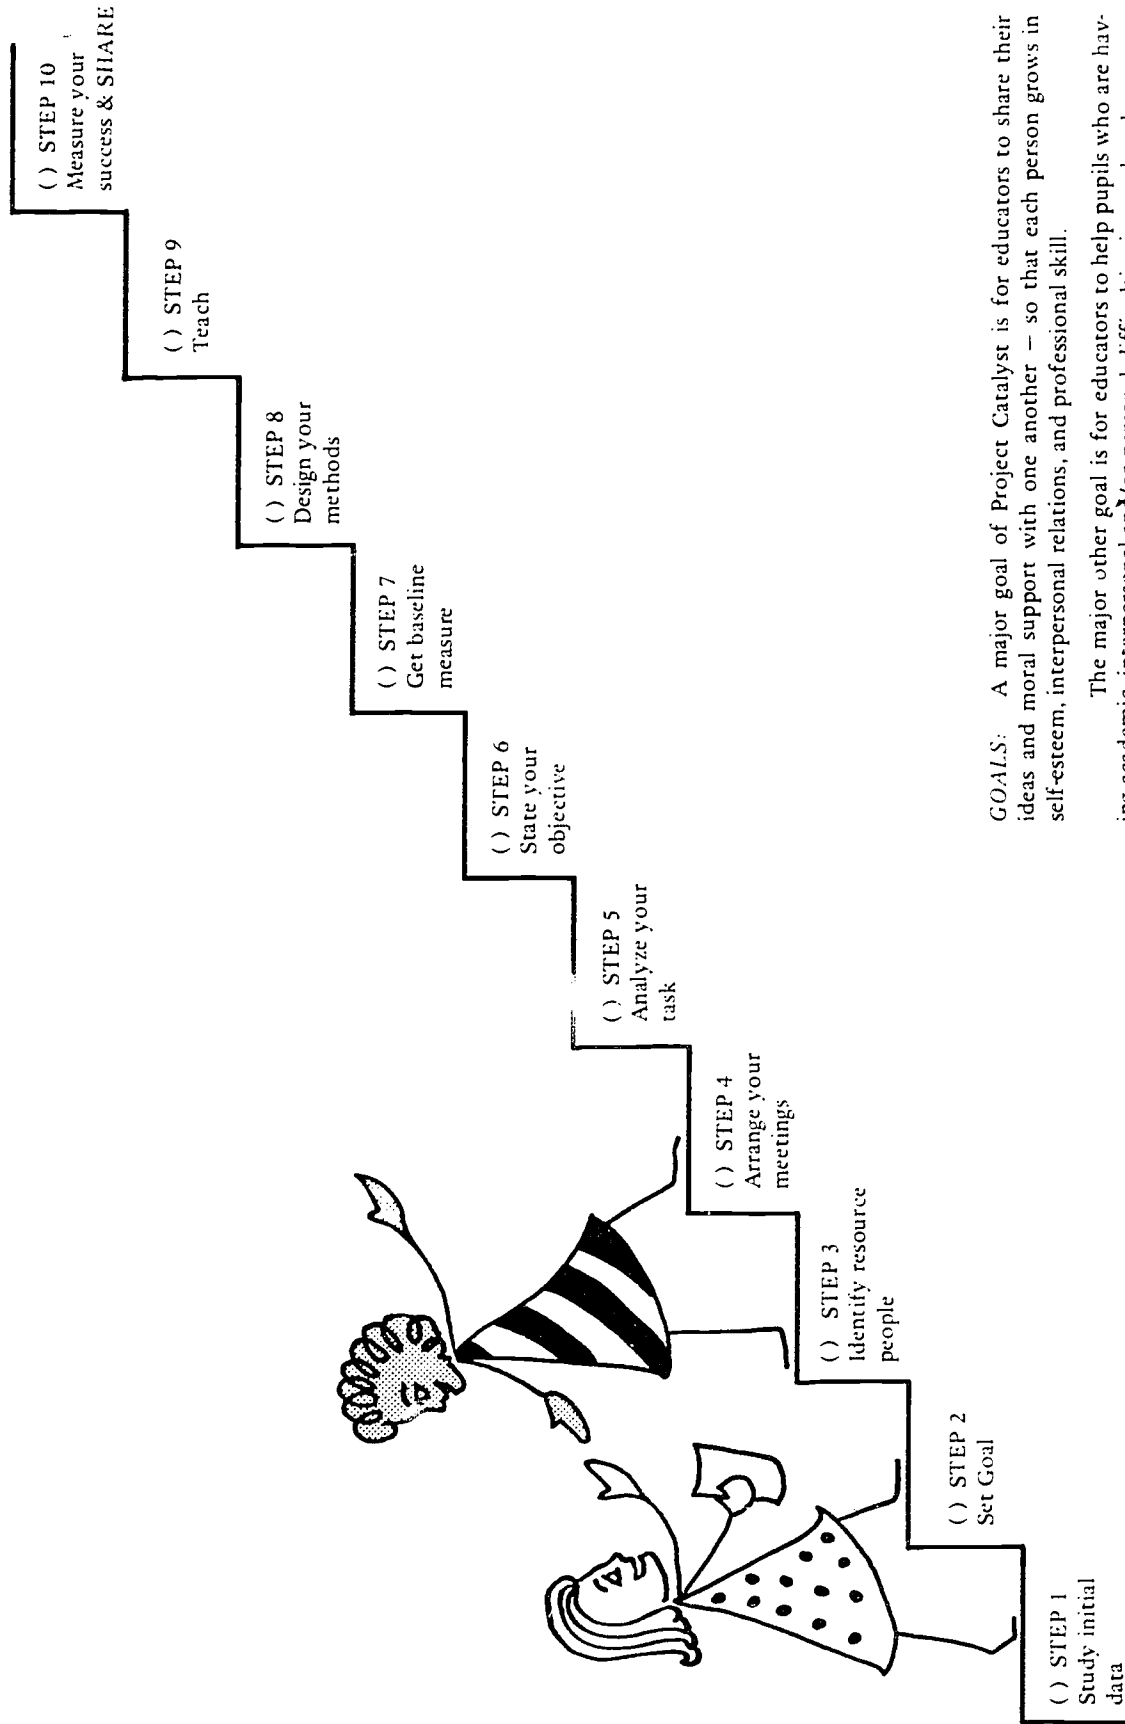 ( ) STEP 10
Measure your
success & SHARE
( ) STEP 9
Teach
( ) STEP 8
Design your
methods
( ) STEP 7
Get baseline
measure
( ) STEP 6
State your
objective
( ) STEP 5
Analyze your
task
( ) STEP 4
Arrange your
meetings
( ) STEP 3
Identify resource
people
( ) STEP 2
Set Goal
( ) STEP 1
Study initial
data
GOALS: A major goal of Project Catalyst is for educators to share their
ideas and moral support with one another — so that each person grows in
self-esteem, interpersonal relations, and professional skill.
The major other goal is for educators to help pupils who are hav-